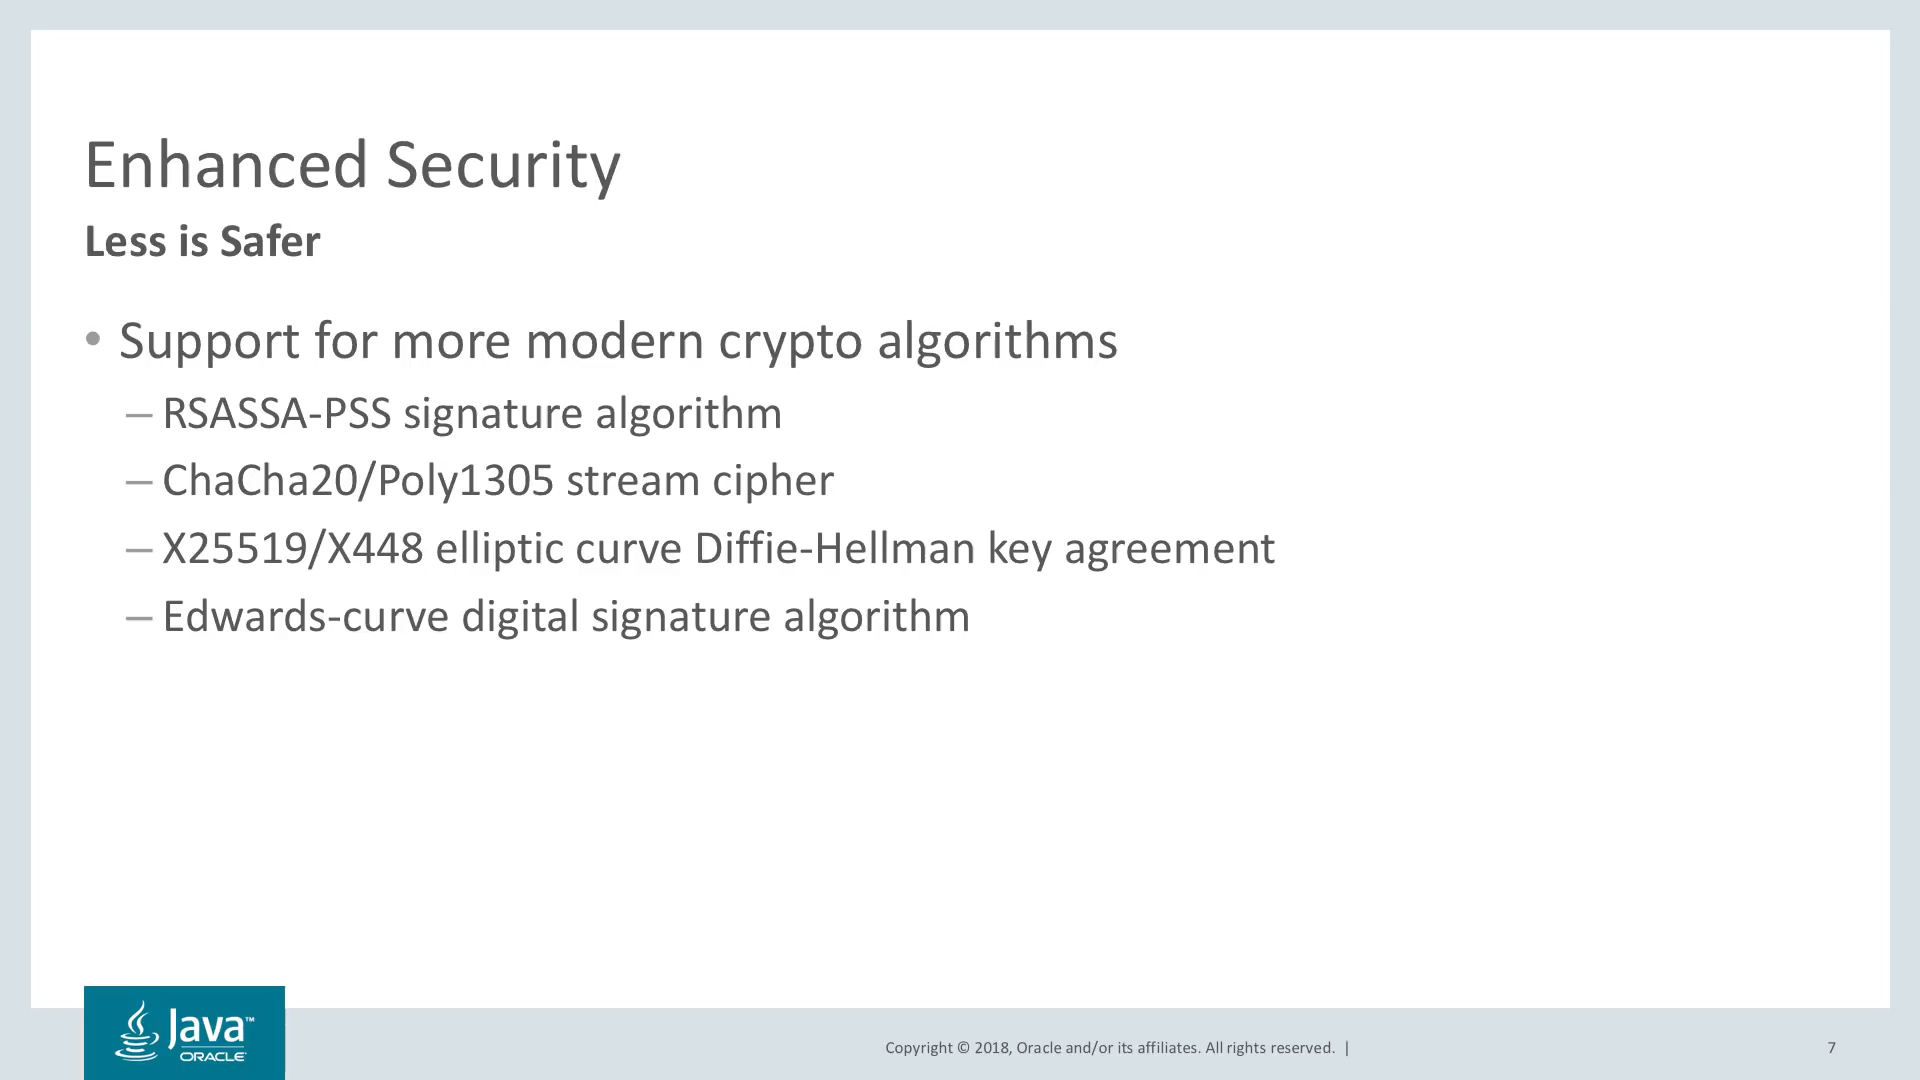 Enhanced Security
Less is Safer
• Support for more modern crypto algorithms
– RSASSA-PSS signature algorithm
– ChaCha20/Poly1305 stream cipher
– X25519/X448 elliptic curve Diffie-Hellman key agreement
– Edwards-curve digital signature algorithm
Java™
ORACLE
Copyright © 2018, Oracle and/or its affiliates. All rights reserved. |
7